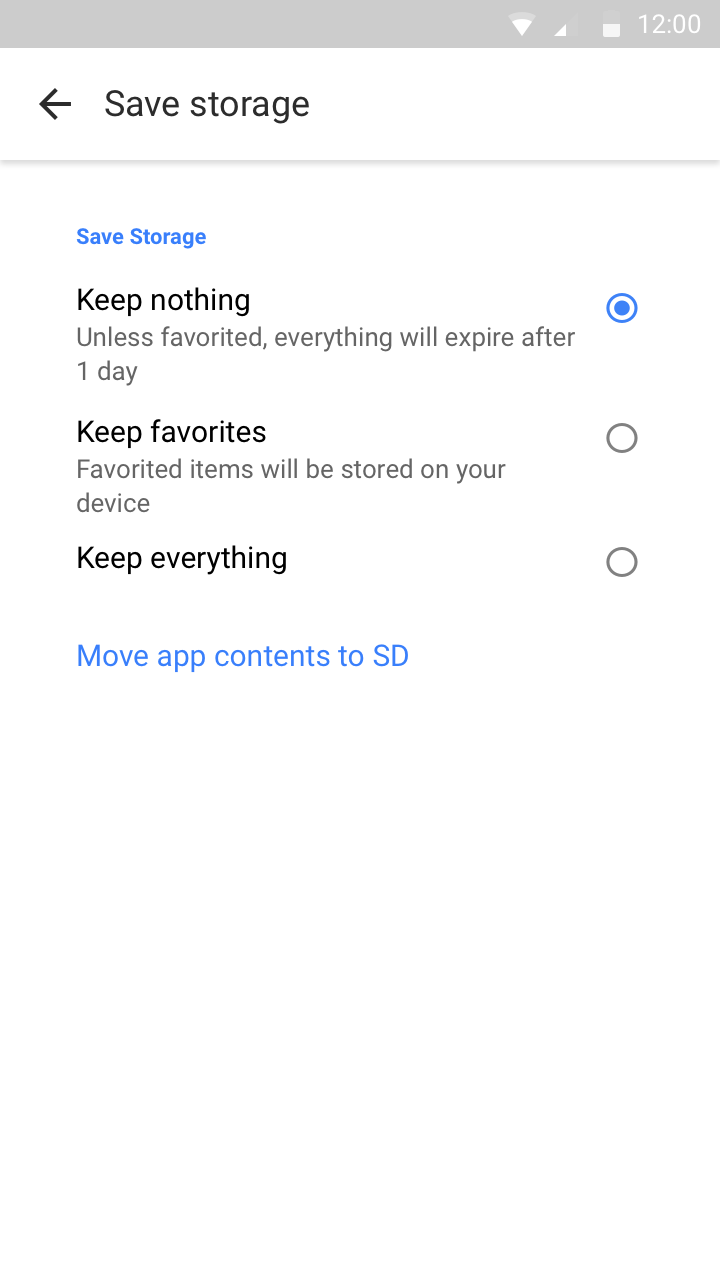 12:00
Save storage
Save Storage
Keep nothing
Unless favorited, everything will expire after
1 day
Keep favorites
Favorited items will be stored on your
device
Keep everything
Move app contents to SD